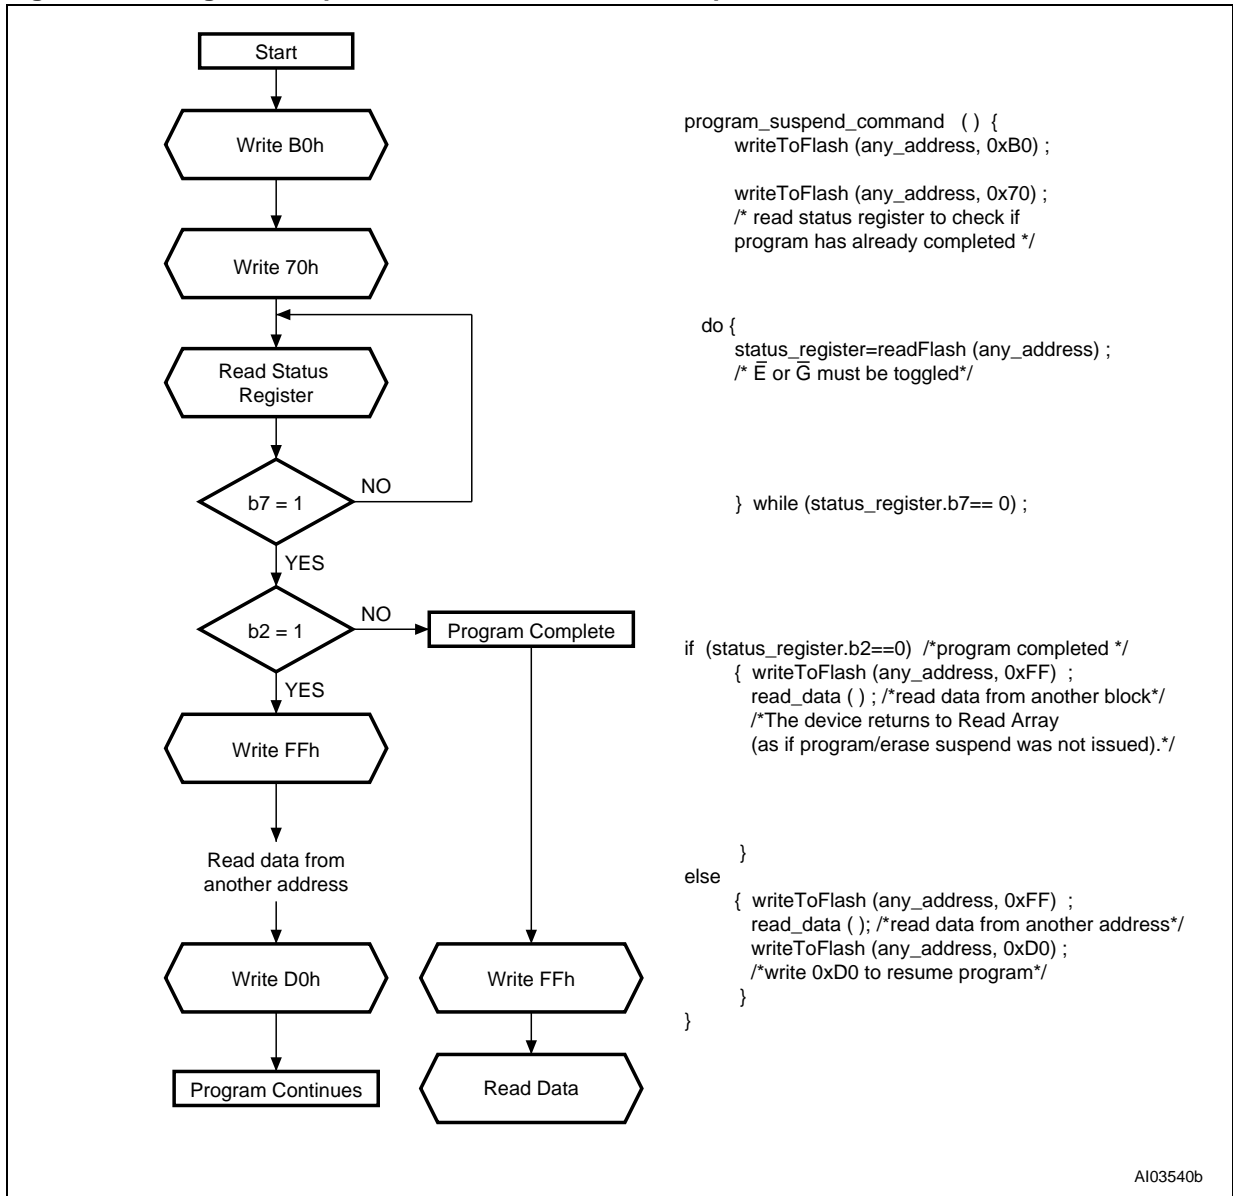 Start
Write B0h
Write 70h
Read Status
Register
b7 = 1
NO
YES
b2 = 1
NO
Program Complete
YES
Write FFh
Read data from
another address
Write D0h
Write FFh
Program Continues
Read Data
program_suspend_command ( ) {
writeToFlash (any_address, 0xB0) ;
writeToFlash (any_address, 0x70) ;
/* read status register to check if
program has already completed */
do {
status_register=readFlash (any_address) ;
/* E̅ or G̅ must be toggled*/
} while (status_register.b7== 0) ;
if (status_register.b2==0) /*program completed */
{ writeToFlash (any_address, 0xFF) ;
read_data ( ) ; /*read data from another block*/
/*The device returns to Read Array
(as if program/erase suspend was not issued).*/
}
else
{ writeToFlash (any_address, 0xFF) ;
read_data ( ); /*read data from another address*/
writeToFlash (any_address, 0xD0) ;
/*write 0xD0 to resume program*/
}
}
AI03540b